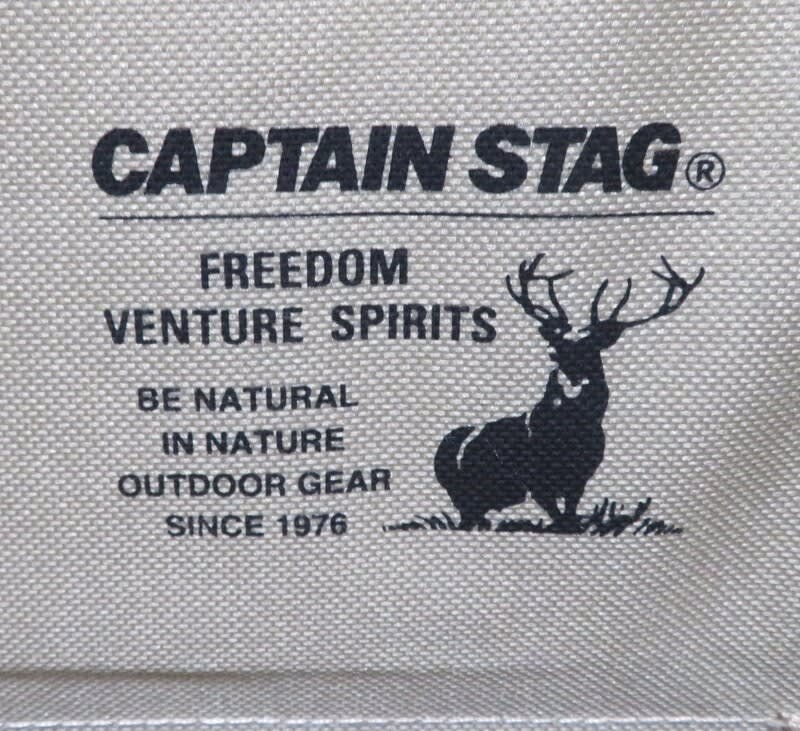 CAPTAIN STAG®
FREEDOM
VENTURE SPIRITS
BE NATURAL
IN NATURE
OUTDOOR GEAR
SINCE 1976